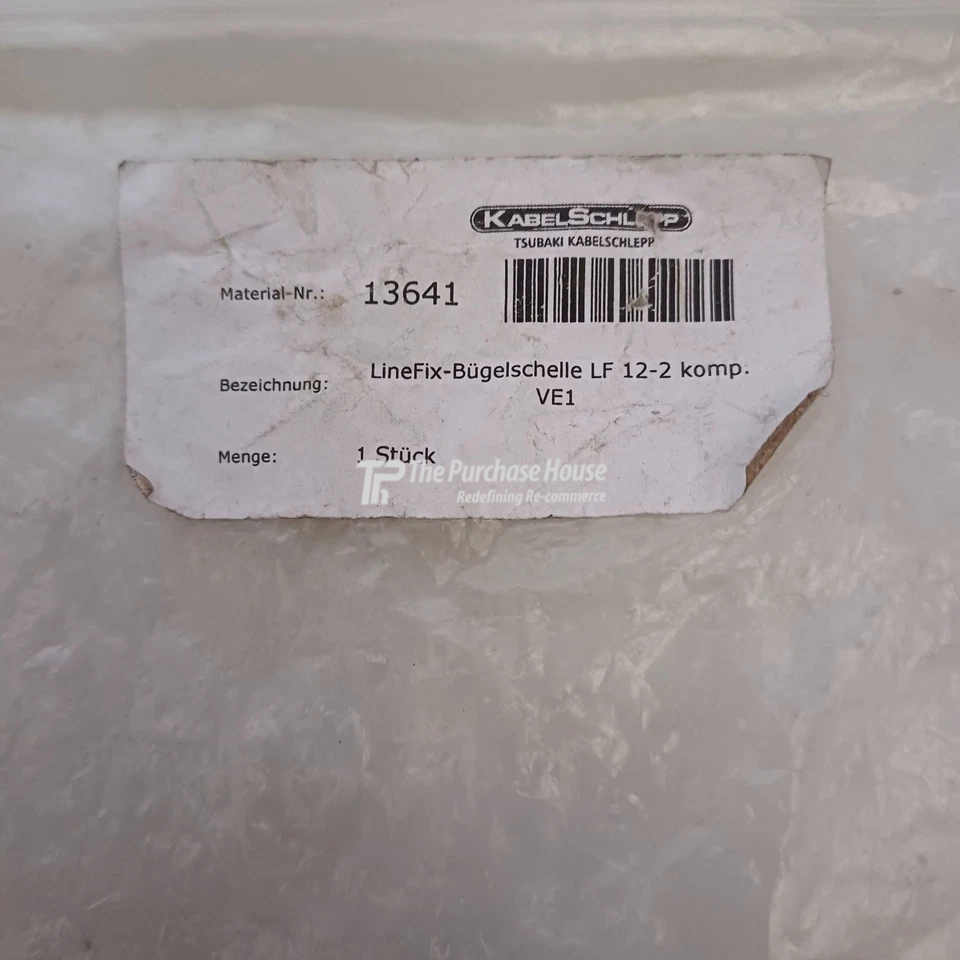 KABELSCHLEPP
TSUBAKI KABELSCHLEPP
Material-Nr.: 13641
Bezeichnung: LineFix-Bügelschelle LF 12-2 komp.
VE1
Menge: 1 Stück
TP The Purchase House
Redefining Re-commerce